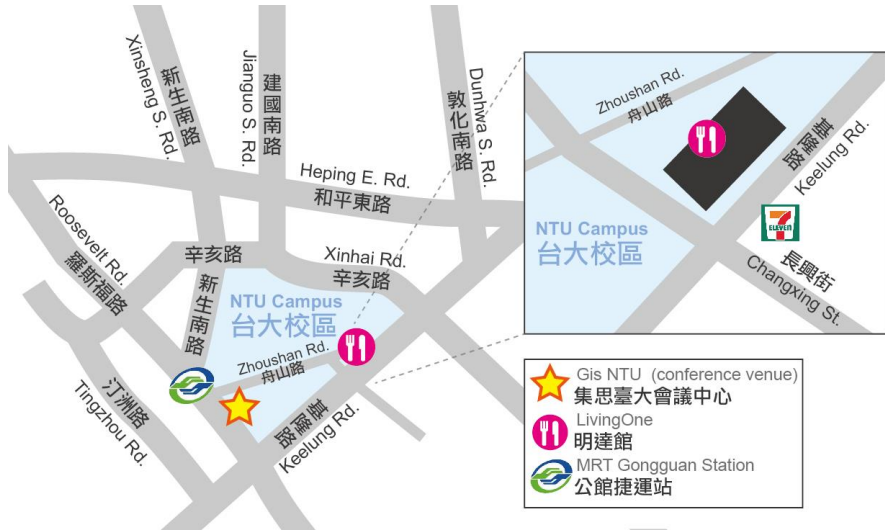 新生南路
Xinsheng S. Rd.
建國南路
Jianguo S. Rd.
敦化南路
Dunhwa S. Rd.
Heping E. Rd.
和平東路
Roosevelt Rd.
羅斯福路
辛亥路
Xinhai Rd.
辛亥路
新生南路
NTU Campus
台大校區
Zhoushan Rd.
舟山路
汀洲路
Tingzhou Rd.
基隆路
Keelung Rd.
Zhoushan Rd.
舟山路
基隆路
Keelung Rd.
NTU Campus
台大校區
7
ELEVEN
長興街
Changxing St.
Gis NTU (conference venue)
集思臺大會議中心
LivingOne
明達館
MRT Gongguan Station
公館捷運站